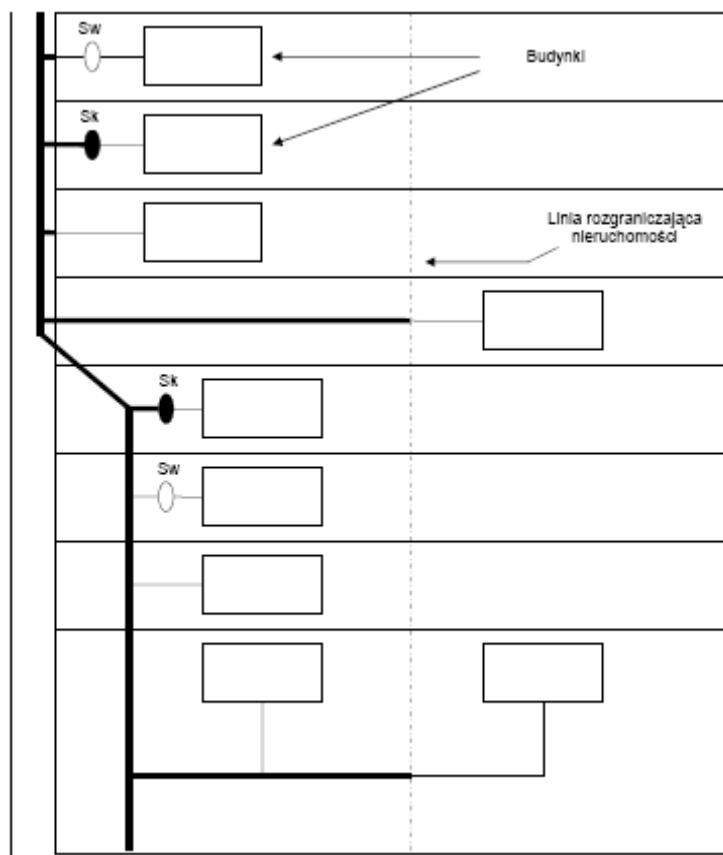 Sw
Budynki
Sk
Linia rozgraniczająca
nieruchomości
Sk
Sw